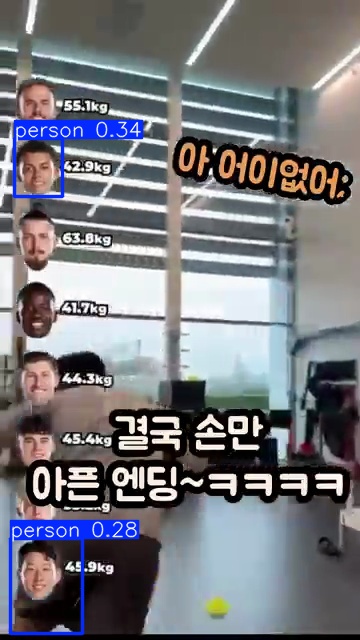 55.1kg
person 0.34
42.9kg
아 어이없어;
63.8kg
41.7kg
44.3kg
45.4kg
결국 손만
아픈 엔딩~ㅋㅋㅋㅋ
person 0.28
45.9kg